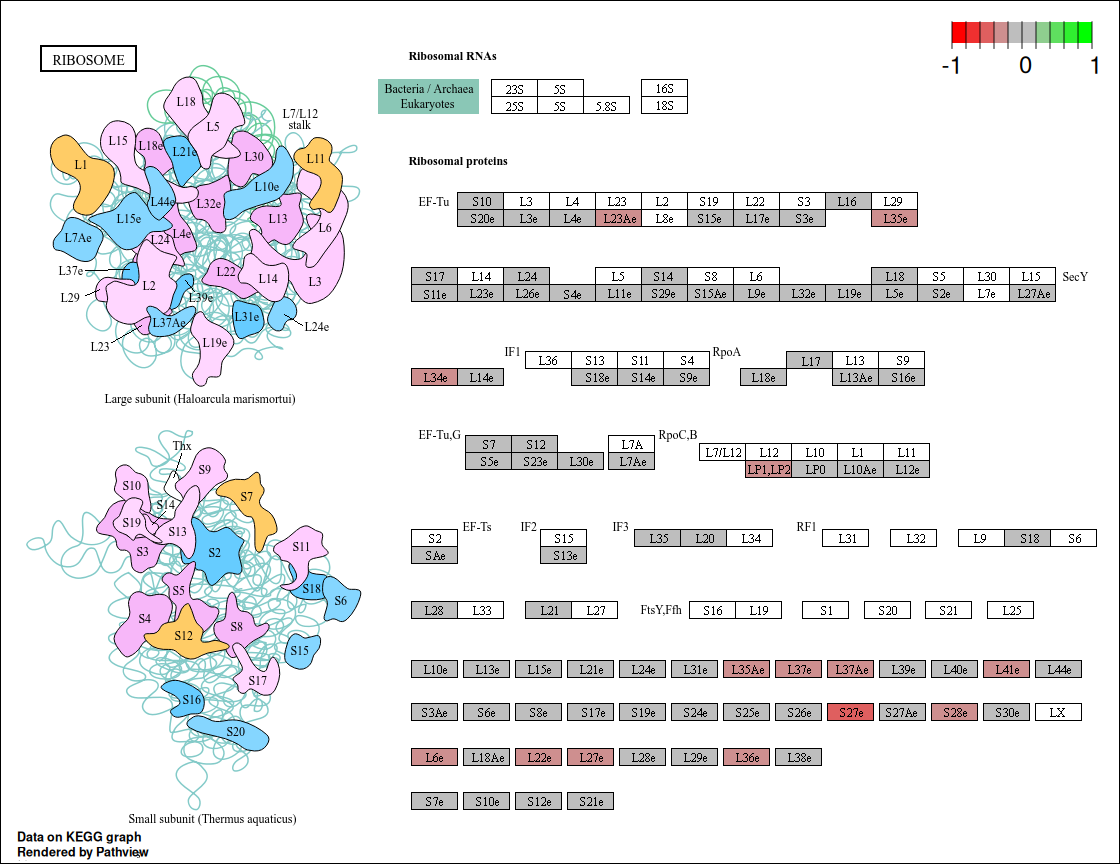 RIBOSOME
-1 0 1
Ribosomal RNAs
Bacteria / Archaea 23S 5S 16S
Eukaryotes 25S 5S 5.8S 18S
L18
L5
L7/L12
stalk
L15
L18e
L21e
L30
L11
L1
L10e
L44e
L32e
L15e
L13
L6
L7Ae
L24
L4e
L37e
L29
L2
L22
L14
L3
L39e
L37Ae
L31e
L24e
L23
L19e
Large subunit (Haloarcula marismortui)
Ribosomal proteins
EF-Tu S10 L3 L4 L23 L2 S19 L22 S3 L16 L29
S20e L3e L4e L23Ae L8e S15e L17e S3e L35e
S17 L14 L24 L5 S14 S8 L6 L18 S5 L30 L15 SecY
S11e L23e L26e S4e L11e S29e S15Ae L9e L32e L19e L5e S2e L7e L27Ae
IF1 L36 S13 S11 S4 RpoA L17 L13 S9
L34e L14e S18e S14e S9e L18e L13Ae S16e
EF-Tu,G S7 S12 L7A RpoC,B L7/L12 L12 L10 L1 L11
S5e S23e L30e L7Ae LP1,LP2 LP0 L10Ae L12e
S2 EF-Ts IF2 S15 IF3 L35 L20 L34 RF1 L31 L32 L9 S18 S6
SAe S13e
L28 L33 L21 L27 FtsY,Ffh S16 L19 S1 S20 S21 L25
L10e L13e L15e L21e L24e L31e L35Ae L37e L37Ae L39e L40e L41e L44e
S3Ae S6e S8e S17e S19e S24e S25e S26e S27e S27Ae S28e S30e LX
L6e L18Ae L22e L27e L28e L29e L36e L38e
S7e S10e S12e S21e
Thx
S9
S10
S7
S14
S19
S13
S3
S2
S11
S5
S18
S6
S4
S12
S8
S15
S17
S16
S20
Small subunit (Thermus aquaticus)
Data on KEGG graph
Rendered by Pathview